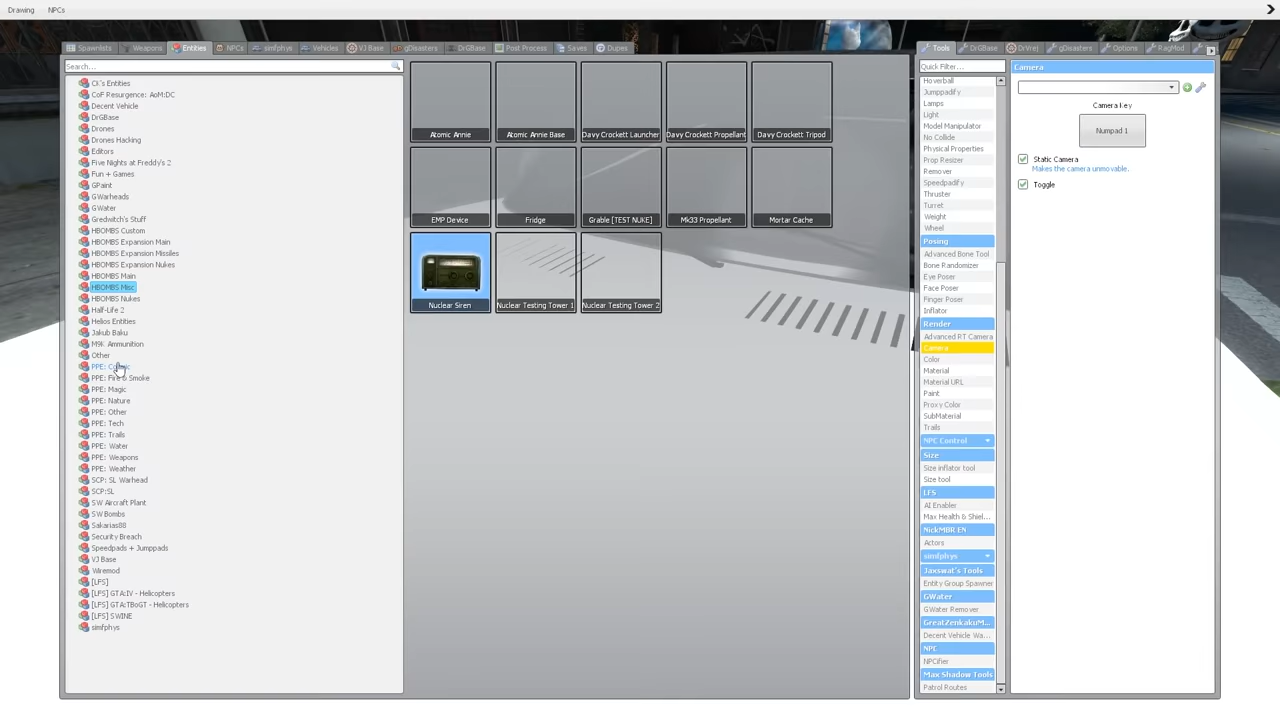 Drawing NPCs
Spawnlists Weapons Entities NPCs simfphys Vehicles VJ Base gDisasters DrGBase Post Process Saves Dupes
Search...
Ck's Entities
CoF Resurgence: AoM:DC
Decent Vehicle
DrGBase
Drones
Drones Hacking
Editors
Five Nights at Freddy's 2
Fun + Games
GPaint
GWarheads
GWater
Gredwitch's Stuff
HBOMBS Custom
HBOMBS Expansion Main
HBOMBS Expansion Missiles
HBOMBS Expansion Nukes
HBOMBS Main
HBOMBS Misc
HBOMBS Nukes
Half-Life 2
Helios Entities
Jakub Baku
M9K Ammunition
Other
PPE:
PPE: Fire & Smoke
PPE: Magic
PPE: Nature
PPE: Other
PPE: Tech
PPE: Trails
PPE: Water
PPE: Weapons
PPE: Weather
SCP: SL Warhead
SCP:SL
SW Aircraft Plant
SW Bombs
Sakarias88
Security Breach
Speedpads + Jumppads
VJ Base
Wiremod
[LFS]
[LFS] GTA:IV - Helicopters
[LFS] GTA:TBoGT - Helicopters
[LFS] SWINE
simfphys
Atomic Annie
Atomic Annie Base
Davy Crockett Launcher
Davy Crockett Propellant
Davy Crockett Tripod
EMP Device
Fridge
Grable [TEST NUKE]
Mk33 Propellant
Mortar Cache
Nuclear Siren
Nuclear Testing Tower 1
Nuclear Testing Tower 2
Tools DrGBase DrVrej gDisasters Options RagMod
Quick Filter...
Hoverball
Jumppadify
Lamps
Light
Model Manipulator
No Collide
Physical Properties
Prop Resizer
Remover
Speedpadify
Thruster
Turret
Weight
Wheel
Posing
Advanced Bone Tool
Bone Randomizer
Eye Poser
Face Poser
Finger Poser
Inflator
Render
Advanced RT Camera
Camera
Color
Material
Material URL
Paint
Proxy Color
SubMaterial
Trails
NPC Control
Size
Size inflator tool
Size tool
LFS
AI Enabler
Max Health & Shiel...
NickMBR EN
Actors
simfphys
Jaxswat's Tools
Entity Group Spawner
GWater
GWater Remover
GreatZenkakuM...
Decent Vehicle Wa...
NPC
NPCifier
Max Shadow Tools
Patrol Routes
Camera
Camera Key
Numpad 1
Static Camera
Makes the camera unmovable.
Toggle